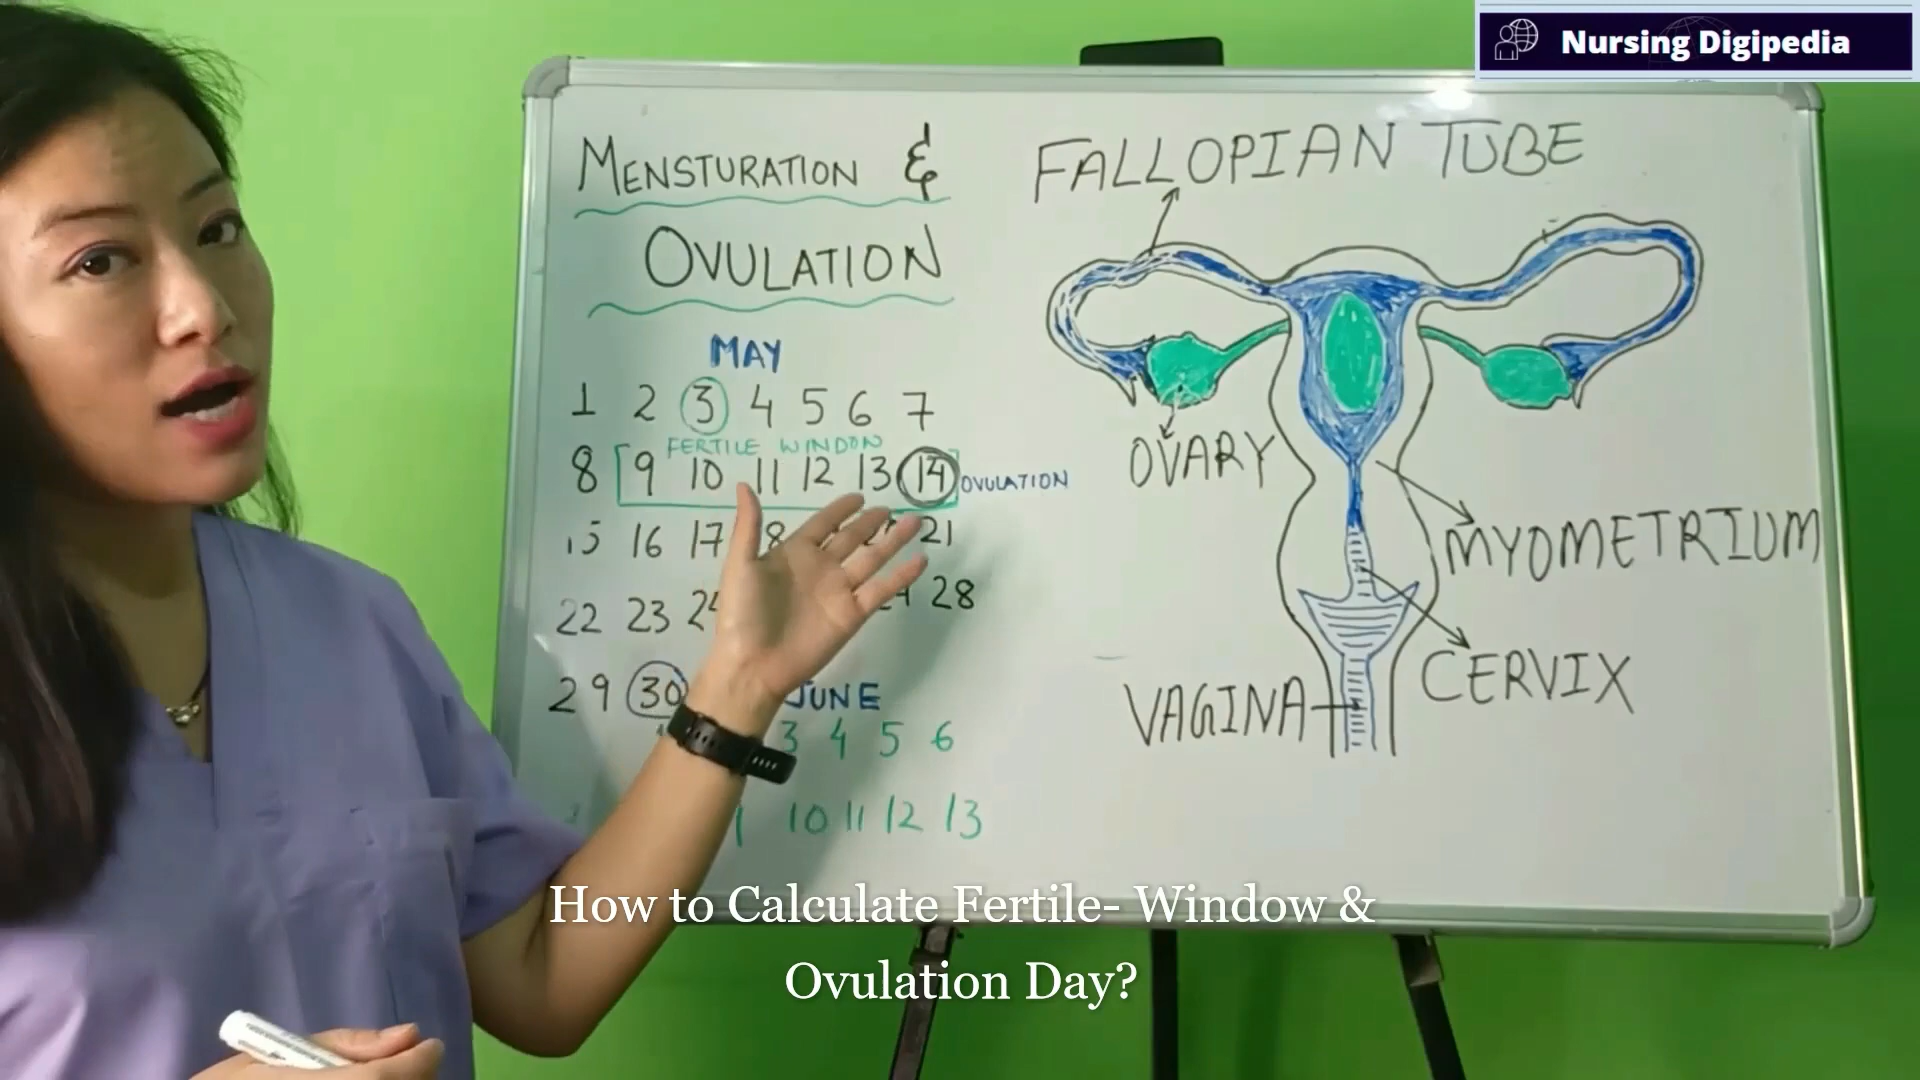 Nursing Digipedia
MENSTURATION &
OVULATION
MAY
1 2 3 4 5 6 7
FERTILE WINDOW
8 9 10 11 12 13 14 OVULATION
15 16 17 18 21
22 23 28
29 30
JUNE
3 4 5 6
10 11 12 13
FALLOPIAN TUBE
OVARY
MYOMETRIUM
CERVIX
VAGINA
How to Calculate Fertile- Window &
Ovulation Day?